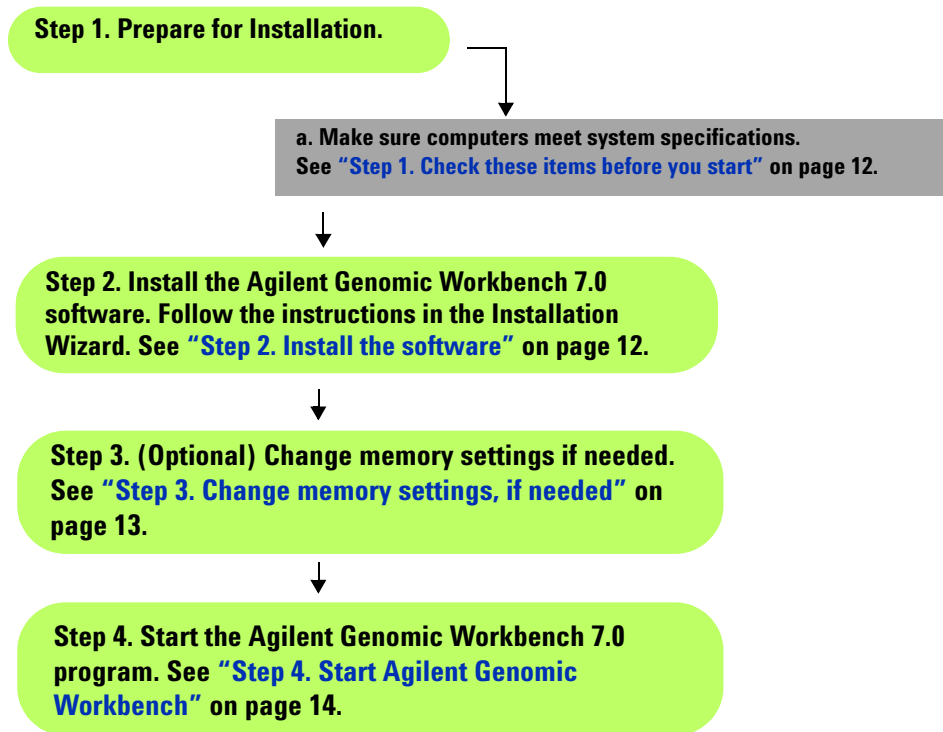 Step 1. Prepare for Installation.
a. Make sure computers meet system specifications.
See “Step 1. Check these items before you start” on page 12.
Step 2. Install the Agilent Genomic Workbench 7.0
software. Follow the instructions in the Installation
Wizard. See “Step 2. Install the software” on page 12.
Step 3. (Optional) Change memory settings if needed.
See “Step 3. Change memory settings, if needed” on
page 13.
Step 4. Start the Agilent Genomic Workbench 7.0
program. See “Step 4. Start Agilent Genomic
Workbench” on page 14.